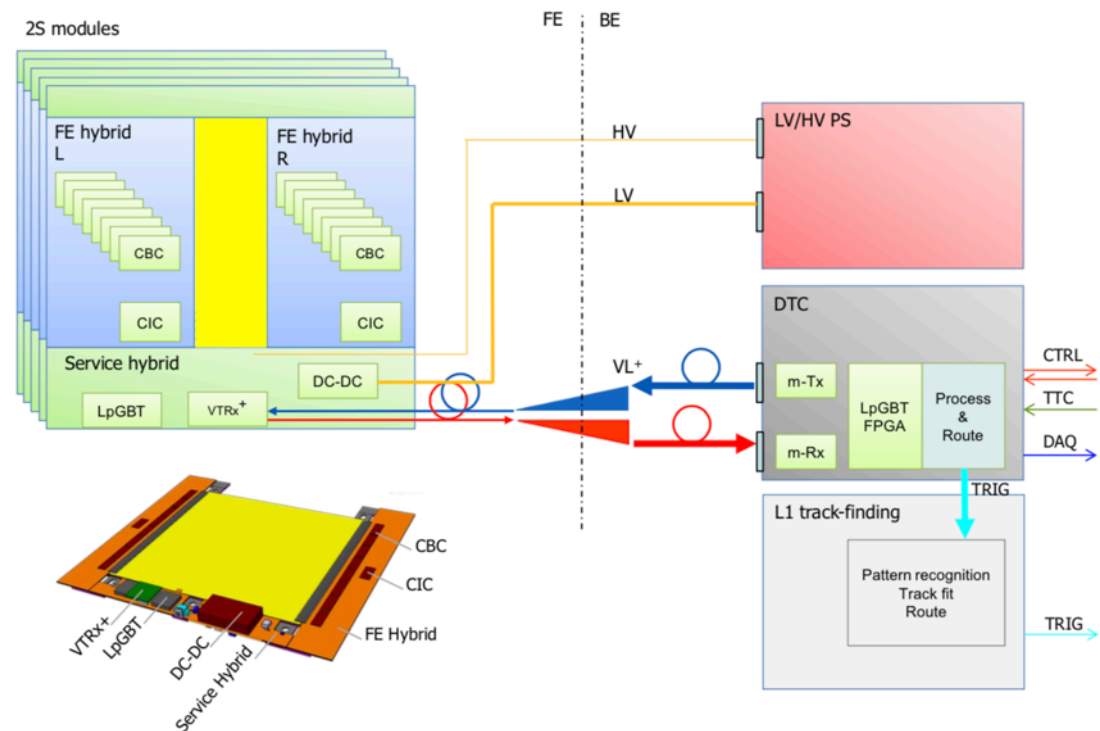 2S modules
FE
BE
FE hybrid
L
FE hybrid
R
CBC
CBC
CIC
CIC
Service hybrid
DC-DC
LpGBT
VTRx+
HV
LV
VL+
LV/HV PS
DTC
m-Tx
m-Rx
LpGBT
FPGA
Process
&
Route
CTRL
TTC
DAQ
TRIG
L1 track-finding
Pattern recognition
Track fit
Route
TRIG
CBC
CIC
FE Hybrid
VTRx+
LpGBT
DC-DC
Service Hybrid